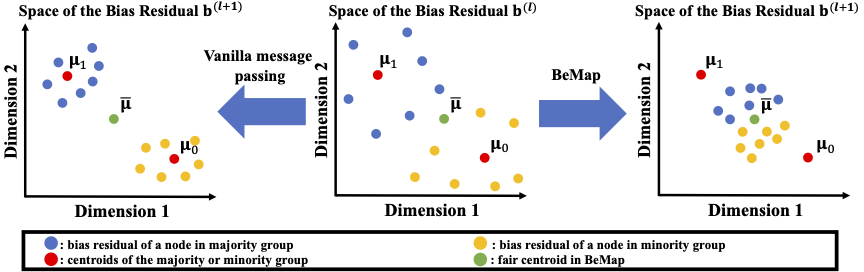 Space of the Bias Residual b^(l+1)
Dimension 2
μ1
μ̅
μ0
Dimension 1
Vanilla message
passing
Space of the Bias Residual b^(l)
Dimension 2
μ1
μ̅
μ0
Dimension 1
BeMap
Space of the Bias Residual b^(l+1)
Dimension 2
μ1
μ̅
μ0
Dimension 1
: bias residual of a node in majority group
: bias residual of a node in minority group
: centroids of the majority or minority group
: fair centroid in BeMap